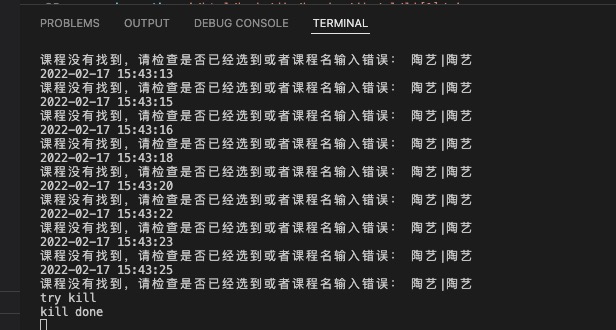 PROBLEMS OUTPUT DEBUG CONSOLE TERMINAL
课程没有找到，请检查是否已经选到或者课程名输入错误： 陶艺|陶艺
2022-02-17 15:43:13
课程没有找到，请检查是否已经选到或者课程名输入错误： 陶艺|陶艺
2022-02-17 15:43:15
课程没有找到，请检查是否已经选到或者课程名输入错误： 陶艺|陶艺
2022-02-17 15:43:16
课程没有找到，请检查是否已经选到或者课程名输入错误： 陶艺|陶艺
2022-02-17 15:43:18
课程没有找到，请检查是否已经选到或者课程名输入错误： 陶艺|陶艺
2022-02-17 15:43:20
课程没有找到，请检查是否已经选到或者课程名输入错误： 陶艺|陶艺
2022-02-17 15:43:22
课程没有找到，请检查是否已经选到或者课程名输入错误： 陶艺|陶艺
2022-02-17 15:43:23
课程没有找到，请检查是否已经选到或者课程名输入错误： 陶艺|陶艺
2022-02-17 15:43:25
课程没有找到，请检查是否已经选到或者课程名输入错误： 陶艺|陶艺
try kill
kill done